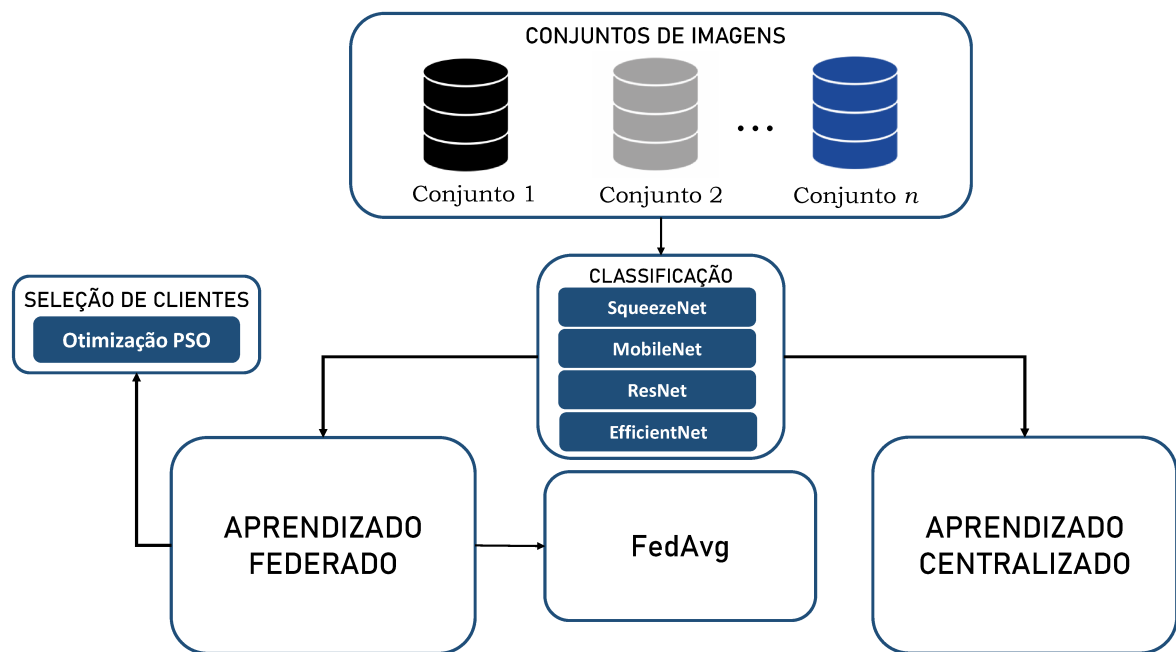 CONJUNTOS DE IMAGENS
...
Conjunto 1
Conjunto 2
Conjunto n
CLASSIFICAÇÃO
SqueezeNet
MobileNet
ResNet
EfficientNet
SELEÇÃO DE CLIENTES
Otimização PSO
APRENDIZADO
FEDERADO
FedAvg
APRENDIZADO
CENTRALIZADO